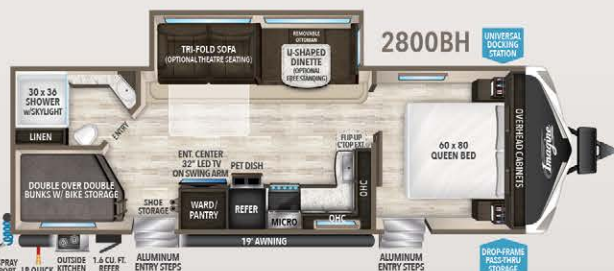 2800BH
UNIVERSAL
DOCKING
STATION
REMOVABLE
OTTOMAN
TRI-FOLD SOFA
(OPTIONAL THEATRE SEATING)
U-SHAPED
DINETTE
(OPTIONAL
FREE STANDING)
30 x 36
SHOWER
w/SKYLIGHT
LINEN
ENTRY
60 x 80
QUEEN BED
OVERHEAD CABINETS
Imagine
FLIP-UP
C'TOP EXT.
ENT. CENTER
32" LED TV
ON SWING ARM
PET DISH
DOUBLE OVER DOUBLE
BUNKS W/ BIKE STORAGE
SHOE
STORAGE
WARD/
PANTRY
REFER
MICRO
OHC
OHC
19' AWNING
ALUMINUM
ENTRY STEPS
ALUMINUM
ENTRY STEPS
DROP-FRAME
PASS-THRU
STORAGE
OUTSIDE
KITCHEN
1.6 CU. FT.
REFER
LP QUICK